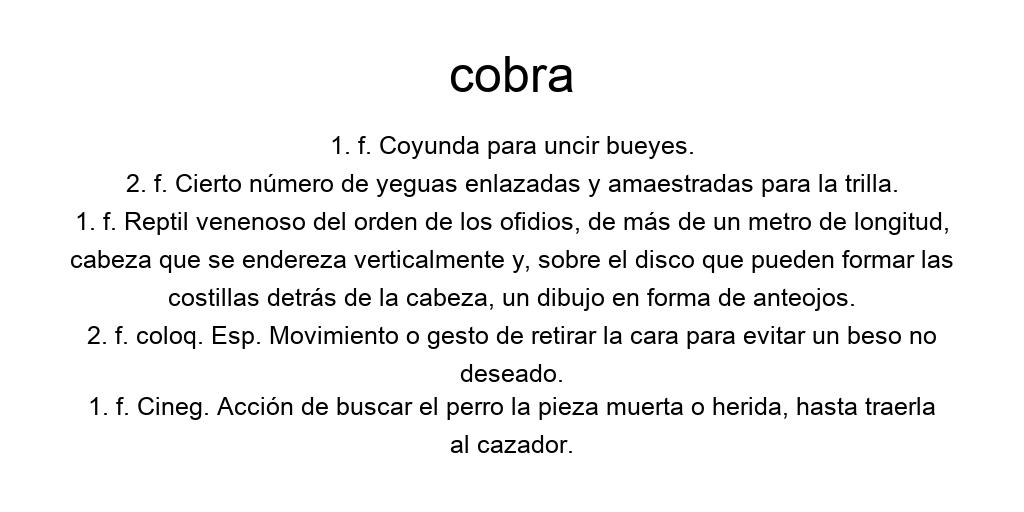 cobra
1. f. Coyunda para uncir bueyes.
2. f. Cierto número de yeguas enlazadas y amaestradas para la trilla.
1. f. Reptil venenoso del orden de los ofidios, de más de un metro de longitud,
cabeza que se endereza verticalmente y, sobre el disco que pueden formar las
costillas detrás de la cabeza, un dibujo en forma de anteojos.
2. f. coloq. Esp. Movimiento o gesto de retirar la cara para evitar un beso no
deseado.
1. f. Cineg. Acción de buscar el perro la pieza muerta o herida, hasta traerla
al cazador.